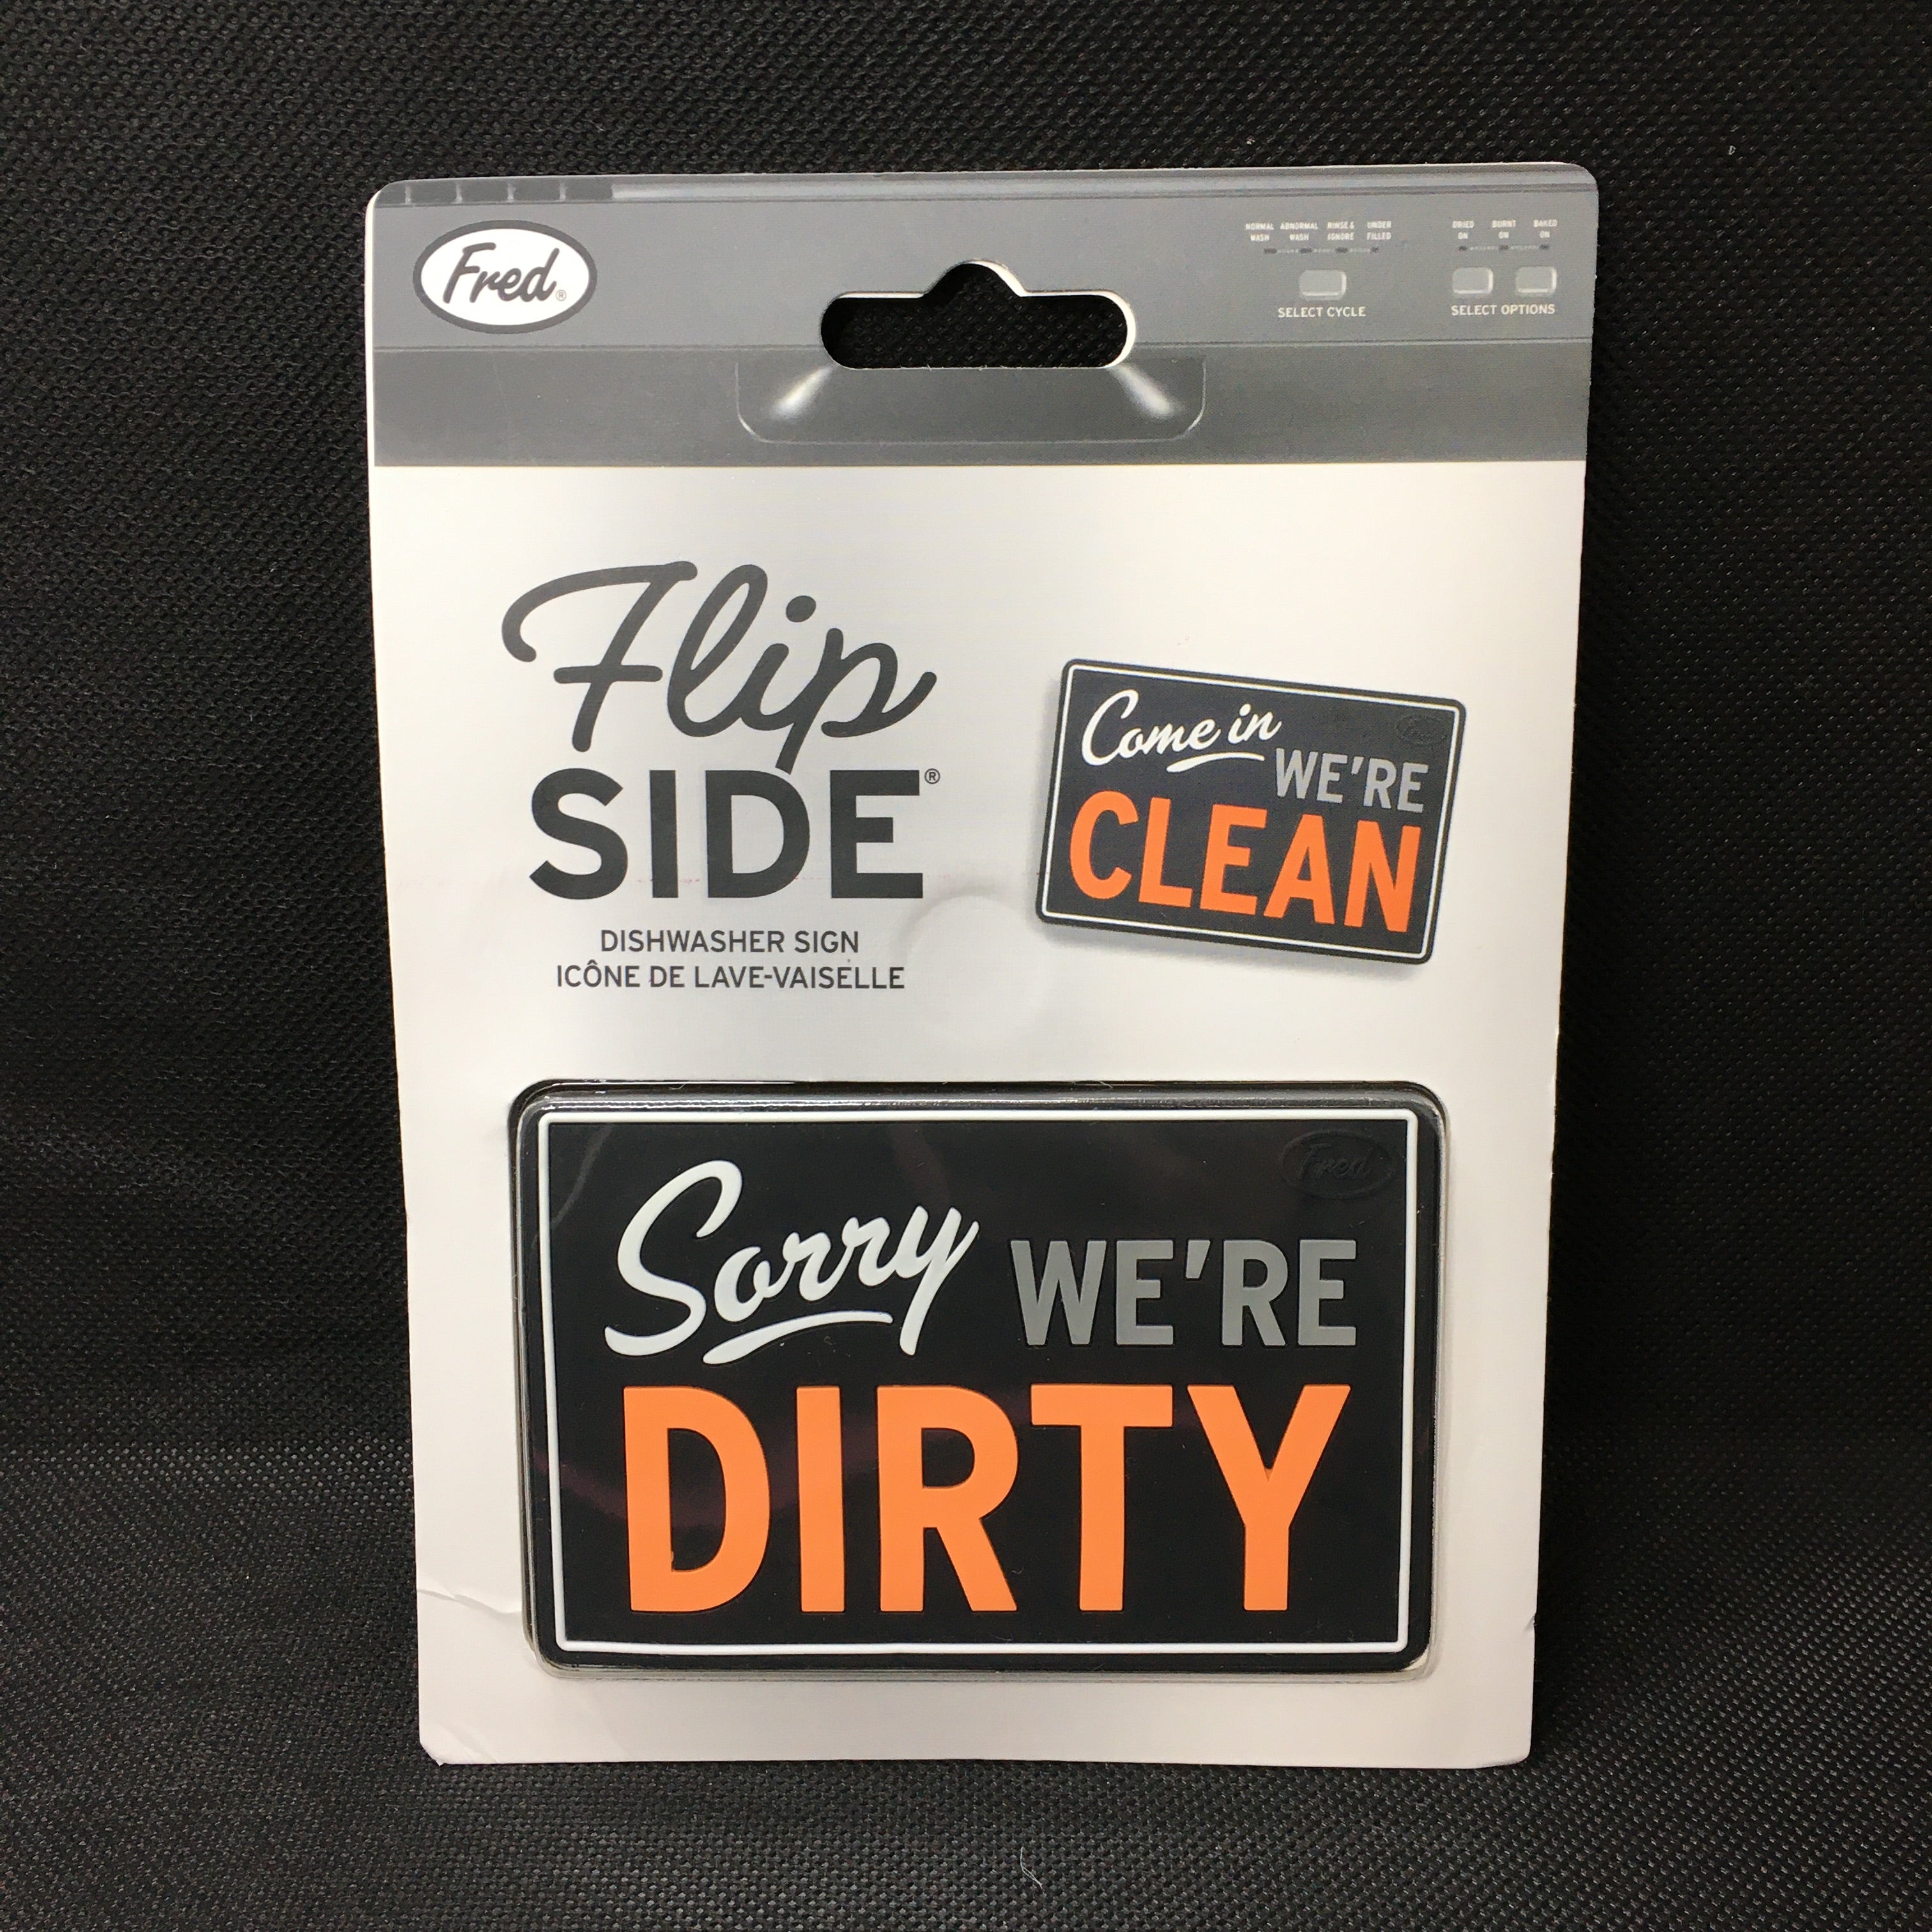 Fred®
NORMAL WASH
ABNORMAL WASH
RINSE & IGNORE
UNDER FILLED
SELECT CYCLE
DRIED ON
BURNT ON
BAKED ON
SELECT OPTIONS
Flip
SIDE®
DISHWASHER SIGN
ICÔNE DE LAVE-VAISELLE
Come in
WE'RE
CLEAN
Fred
Sorry WE'RE
DIRTY